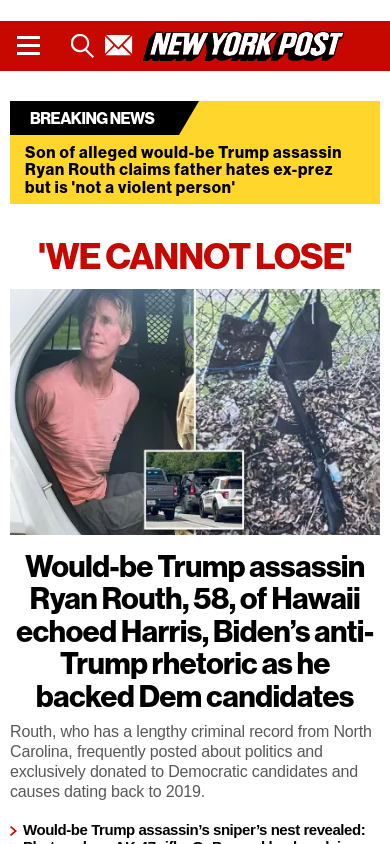 NEW YORK POST
BREAKING NEWS
Son of alleged would-be Trump assassin
Ryan Routh claims father hates ex-prez
but is 'not a violent person'
'WE CANNOT LOSE'
Would-be Trump assassin
Ryan Routh, 58, of Hawaii
echoed Harris, Biden’s anti-
Trump rhetoric as he
backed Dem candidates
Routh, who has a lengthy criminal record from North
Carolina, frequently posted about politics and
exclusively donated to Democratic candidates and
causes dating back to 2019.
Would-be Trump assassin’s sniper’s nest revealed: